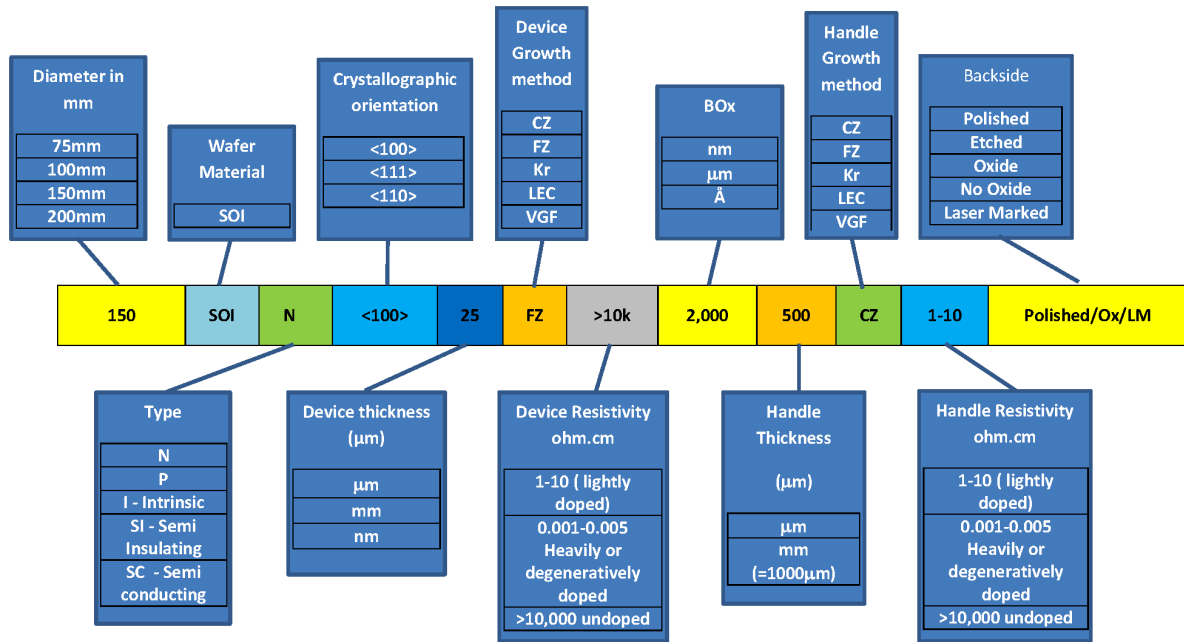 Diameter in
mm
75mm
100mm
150mm
200mm
Wafer
Material
SOI
Crystallographic
orientation
<100>
<111>
<110>
Device
Growth
method
CZ
FZ
Kr
LEC
VGF
BOx
nm
μm
Å
Handle
Growth
method
CZ
FZ
Kr
LEC
VGF
Backside
Polished
Etched
Oxide
No Oxide
Laser Marked
150
SOI
N
<100>
25
FZ
>10k
2,000
500
CZ
1-10
Polished/Ox/LM
Type
N
P
I - Intrinsic
SI - Semi
Insulating
SC - Semi
conducting
Device thickness
(μm)
μm
mm
nm
Device Resistivity
ohm.cm
1-10 ( lightly
doped)
0.001-0.005
Heavily or
degeneratively
doped
>10,000 undoped
Handle
Thickness
(μm)
μm
mm
(=1000μm)
Handle Resistivity
ohm.cm
1-10 ( lightly
doped)
0.001-0.005
Heavily or
degeneratively
doped
>10,000 undoped